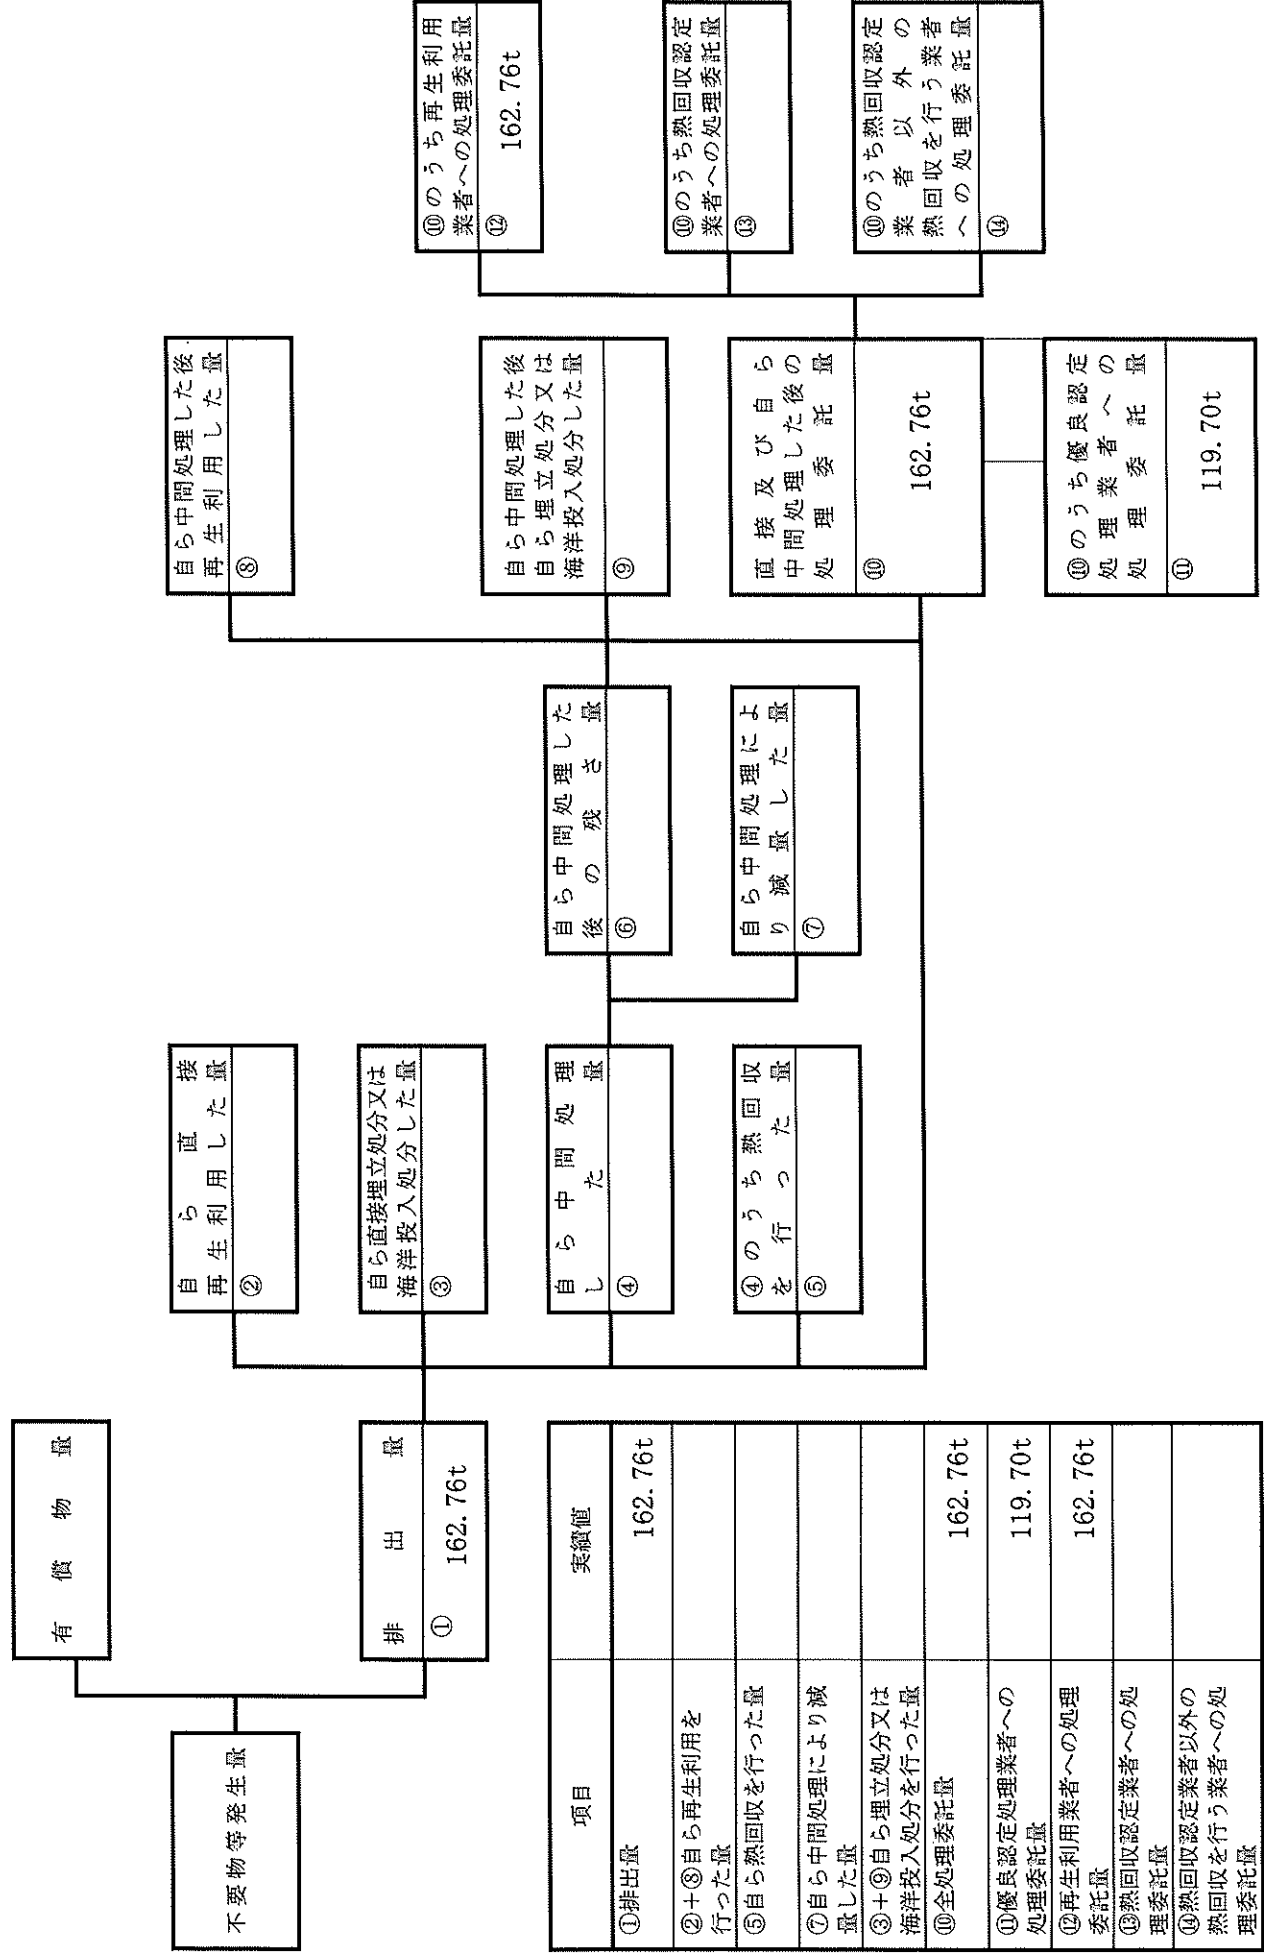 有償物量
不要物等発生量
排出量
① 162.76t
自ら直接
再生利用した量
②
自ら直接埋立処分又は
海洋投入処分した量
③
自ら中間処理
した量
④
④のうち熱回収
を行った量
⑤
自ら中間処理した
後の残さ量
⑥
自ら中間処理によ
り減量した量
⑦
自ら中間処理した後
再生利用した量
⑧
自ら中間処理した後
自ら埋立処分又は
海洋投入処分した量
⑨
直接及び自ら
中間処理した後の
処理委託量
⑩ 162.76t
⑩のうち優良認定
処理業者への
処理委託量
⑪ 119.70t
⑩のうち再生利用
業者への処理委託量
⑫ 162.76t
⑩のうち熱回収認定
業者への処理委託量
⑬
⑩のうち熱回収認定
業者以外の
熱回収を行う業者
への処理委託量
⑭
項目 実績値
①排出量 162.76t
②+⑧自ら再生利用を
行った量
⑤自ら熱回収を行った量
⑦自ら中間処理により減
量した量
③+⑨自ら埋立処分又は
海洋投入処分を行った量
⑩全処理委託量 162.76t
⑪優良認定処理業者への
処理委託量 119.70t
⑫再生利用業者への処理
委託量 162.76t
⑬熱回収認定業者への処
理委託量
⑭熱回収認定業者以外の
熱回収を行う業者への処
理委託量